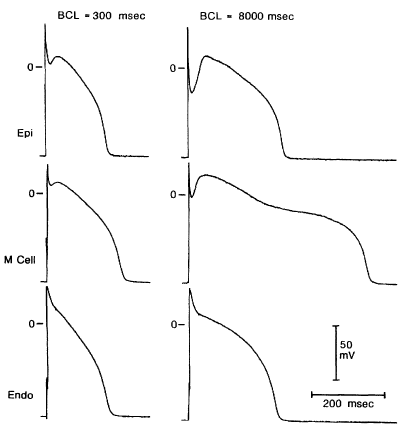 BCL = 300 msec
BCL = 8000 msec
0
0
Epi
0
0
M Cell
0
0
50
mV
Endo
200 msec